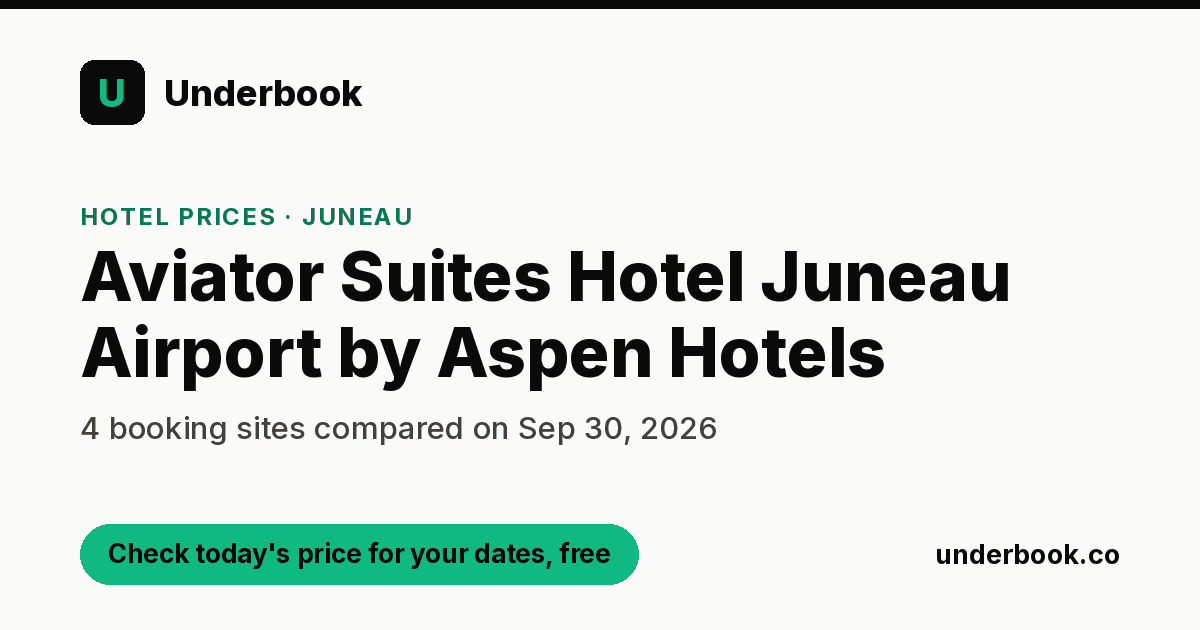 U
Underbook
HOTEL PRICES · JUNEAU
Aviator Suites Hotel Juneau
Airport by Aspen Hotels
4 booking sites compared on Sep 30, 2026
Check today's price for your dates, free
underbook.co